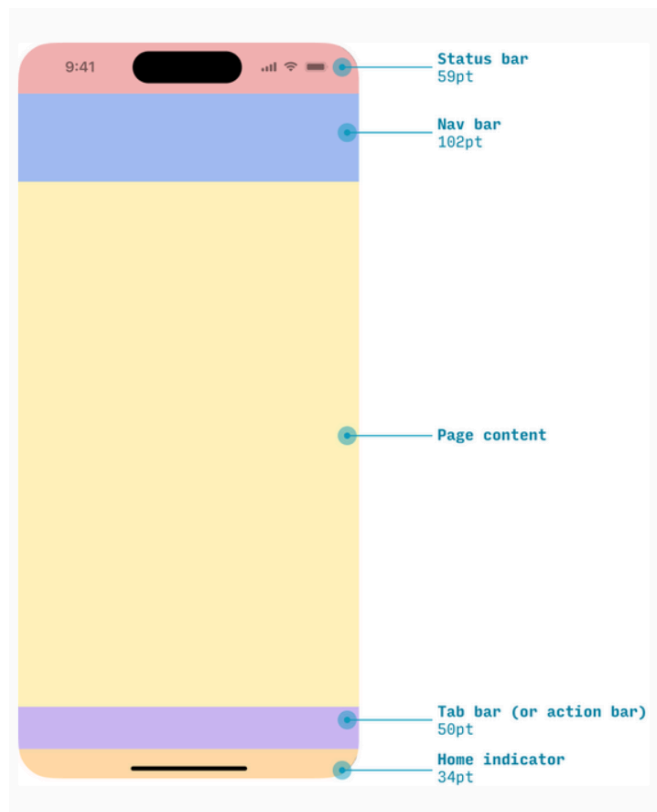 9:41
Status bar
59pt
Nav bar
102pt
Page content
Tab bar (or action bar)
50pt
Home indicator
34pt